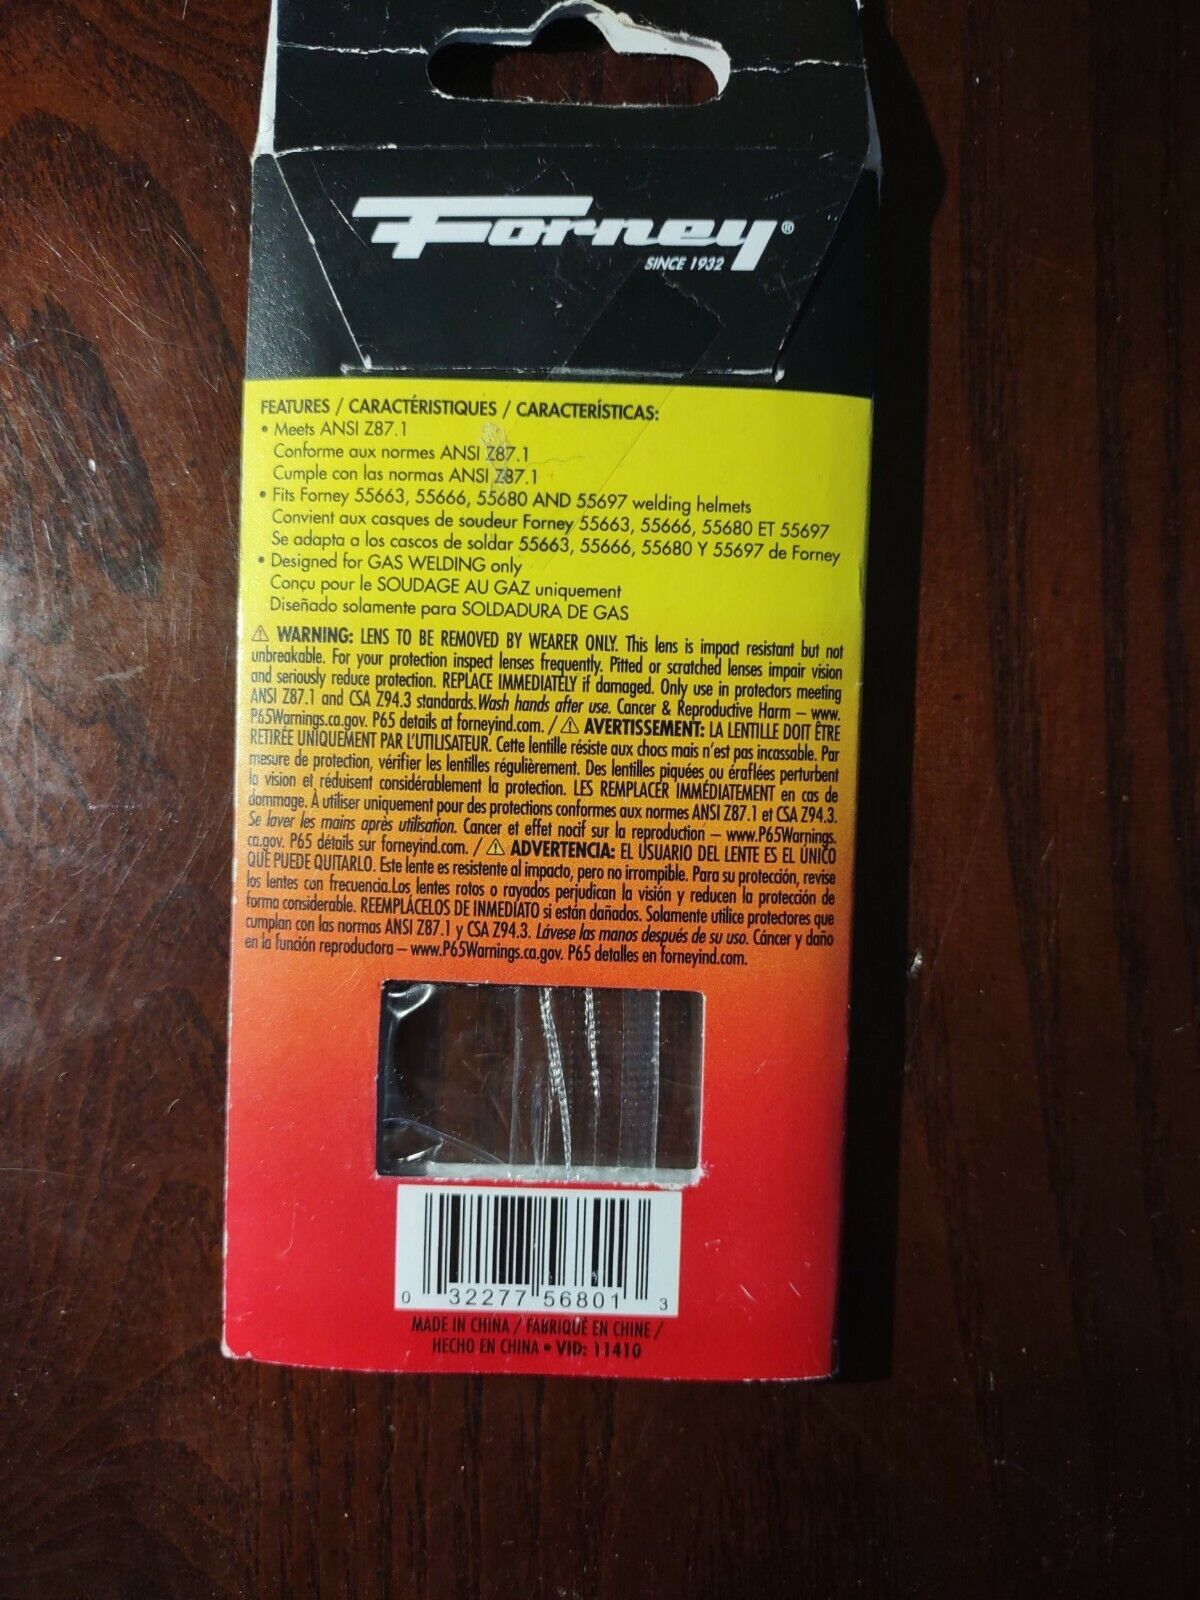 Forney®
SINCE 1932
FEATURES / CARACTÉRISTIQUES / CARACTERÍSTICAS:
• Meets ANSI Z87.1
Conforme aux normes ANSI Z87.1
Cumple con las normas ANSI Z87.1
• Fits Forney 55663, 55666, 55680 AND 55697 welding helmets
Convient aux casques de soudeur Forney 55663, 55666, 55680 ET 55697
Se adapta a los cascos de soldar 55663, 55666, 55680 Y 55697 de Forney
• Designed for GAS WELDING only
Conçu pour le SOUDAGE AU GAZ uniquement
Diseñado solamente para SOLDADURA DE GAS
⚠ WARNING: LENS TO BE REMOVED BY WEARER ONLY. This lens is impact resistant but not
unbreakable. For your protection inspect lenses frequently. Pitted or scratched lenses impair vision
and seriously reduce protection. REPLACE IMMEDIATELY if damaged. Only use in protectors meeting
ANSI Z87.1 and CSA Z94.3 standards. Wash hands after use. Cancer & Reproductive Harm – www.
P65Warnings.ca.gov. P65 details at forneyind.com. / ⚠ AVERTISSEMENT: LA LENTILLE DOIT ÊTRE
RETIRÉE UNIQUEMENT PAR L'UTILISATEUR. Cette lentille résiste aux chocs mais n'est pas incassable. Par
mesure de protection, vérifier les lentilles régulièrement. Des lentilles piquées ou éraflées perturbent
la vision et réduisent considérablement la protection. LES REMPLACER IMMÉDIATEMENT en cas de
dommage. À utiliser uniquement pour des protections conformes aux normes ANSI Z87.1 et CSA Z94.3.
Se laver les mains après utilisation. Cancer et effet nocif sur la reproduction – www.P65Warnings.
ca.gov. P65 détails sur forneyind.com. / ⚠ ADVERTENCIA: EL USUARIO DEL LENTE ES EL ÚNICO
QUE PUEDE QUITARLO. Este lente es resistente al impacto, pero no irrompible. Para su protección, revise
los lentes con frecuencia.Los lentes rotos o rayados perjudican la visión y reducen la protección de
forma considerable. REEMPLÁCELOS DE INMEDIATO si están dañados. Solamente utilice protectores que
cumplan con las normas ANSI Z87.1 y CSA Z94.3. Lávese las manos después de su uso. Cáncer y daño
en la función reproductora – www.P65Warnings.ca.gov. P65 detalles en forneyind.com.
0 32277 56801 3
MADE IN CHINA / FABRIQUÉ EN CHINE /
HECHO EN CHINA • VID: 11410